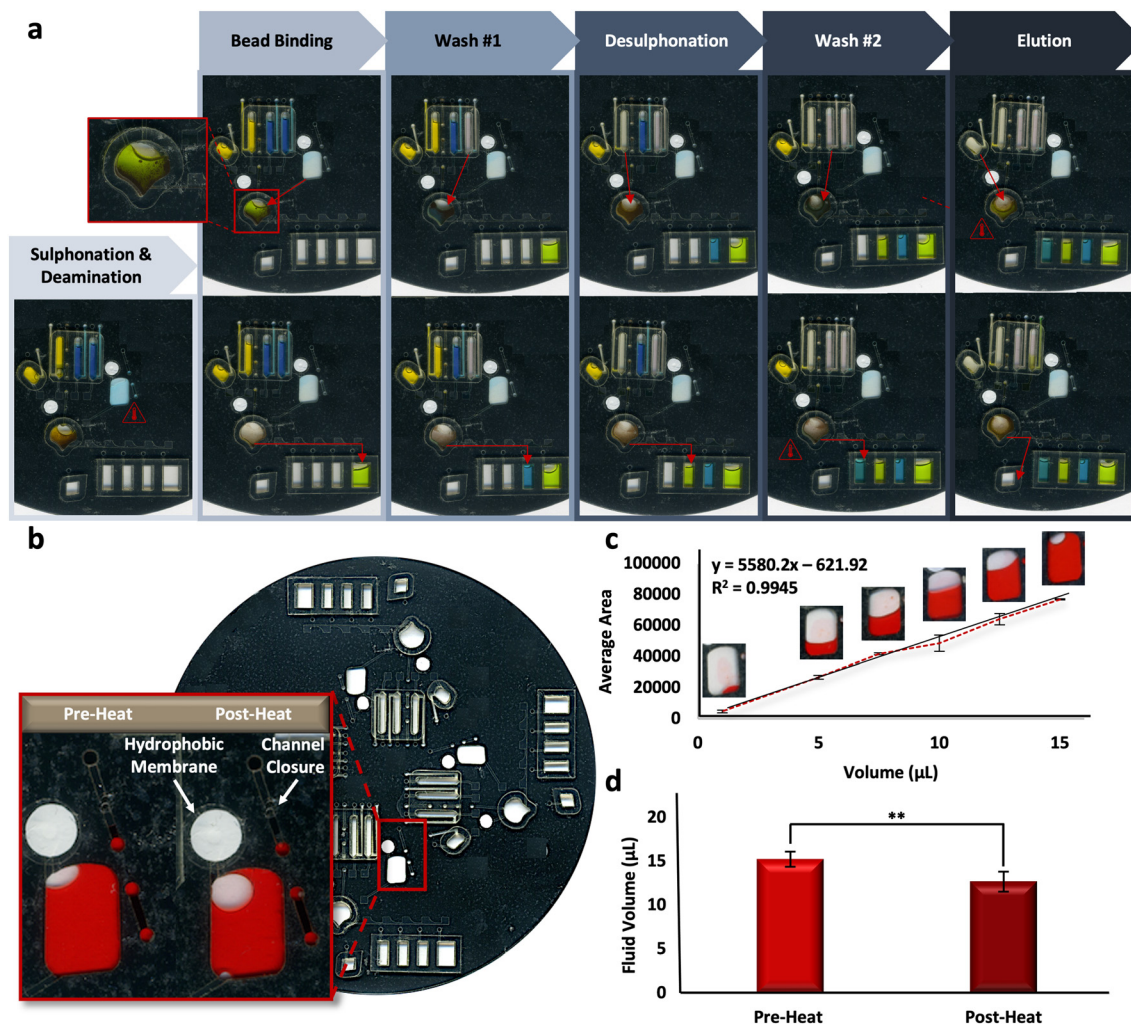 a
Bead Binding
Wash #1
Desulphonation
Wash #2
Elution
Sulphonation &
Deamination
b
Pre-Heat
Post-Heat
Hydrophobic
Membrane
Channel
Closure
c
y = 5580.2x – 621.92
R² = 0.9945
Average Area
100000
80000
60000
40000
20000
0
0
5
10
15
Volume (µL)
d
**
Fluid Volume (µL)
20
15
10
5
0
Pre-Heat
Post-Heat